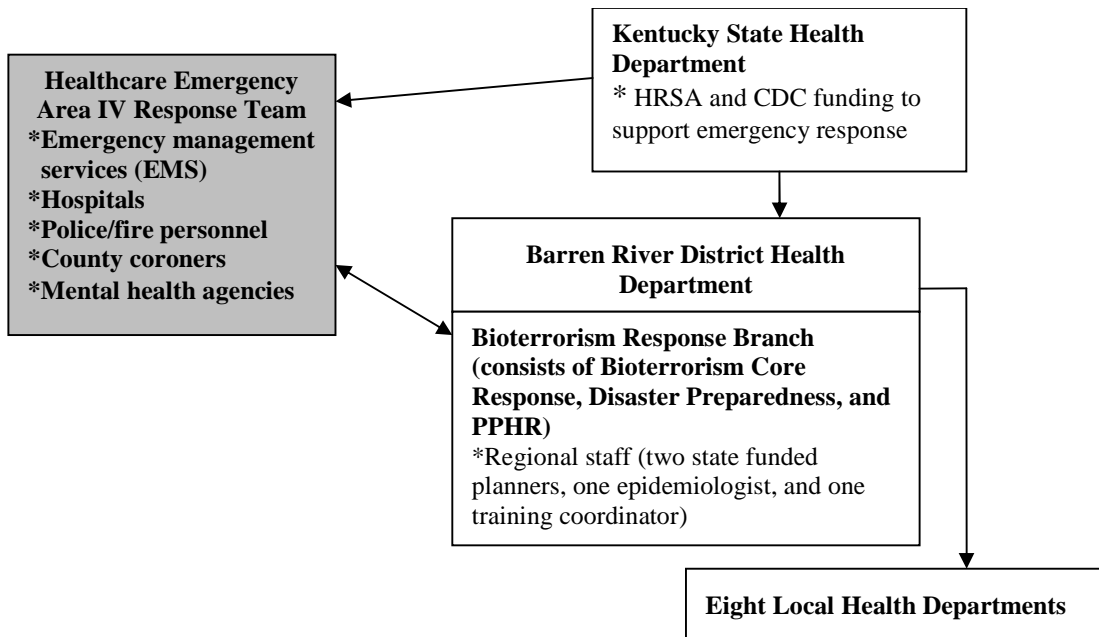 Kentucky State Health
Department
* HRSA and CDC funding to
support emergency response
Healthcare Emergency
Area IV Response Team
*Emergency management
services (EMS)
*Hospitals
*Police/fire personnel
*County coroners
*Mental health agencies
Barren River District Health
Department
Bioterrorism Response Branch
(consists of Bioterrorism Core
Response, Disaster Preparedness, and
PPHR)
*Regional staff (two state funded
planners, one epidemiologist, and one
training coordinator)
Eight Local Health Departments